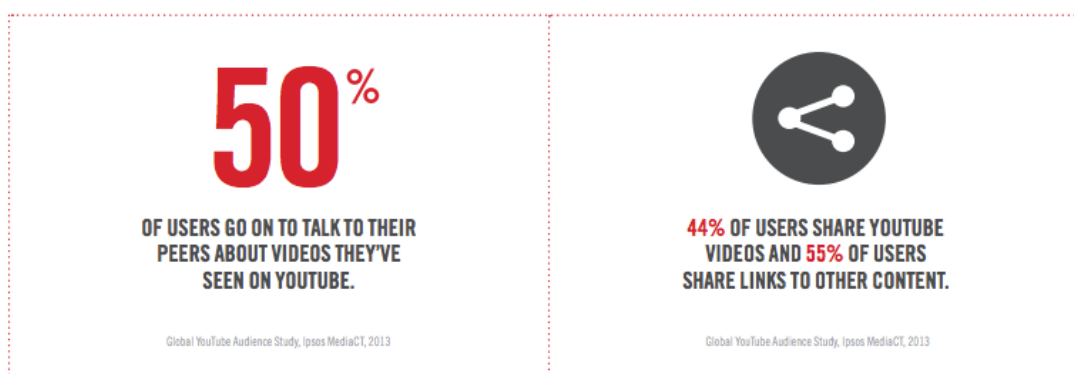 50%
OF USERS GO ON TO TALK TO THEIR
PEERS ABOUT VIDEOS THEY'VE
SEEN ON YOUTUBE.
Global YouTube Audience Study, Ipsos MediaCT, 2013
44% OF USERS SHARE YOUTUBE
VIDEOS AND 55% OF USERS
SHARE LINKS TO OTHER CONTENT.
Global YouTube Audience Study, Ipsos MediaCT, 2013